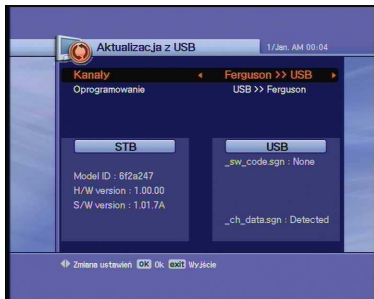 Aktualizacja z USB
1/Jan. AM 00:04
Kanały Ferguson >> USB
Oprogramowanie USB >> Ferguson
STB
Model ID : 6f2a247
H/W version : 1.00.00
S/W version : 1.01.7A
USB
_sw_code.sgn : None
_ch_data.sgn : Detected
Zmiana ustawień OK Ok exit Wyjście